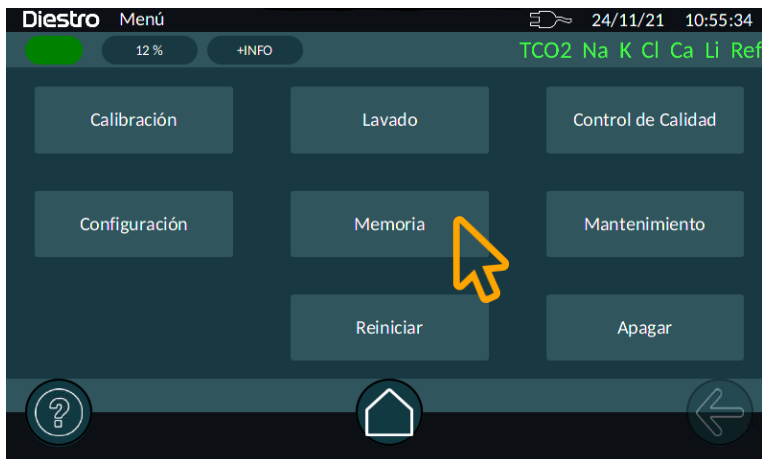 Diestro Menú 24/11/21 10:55:34
12 % +INFO TCO2 Na K Cl Ca Li Ref
Calibración Lavado Control de Calidad
Configuración Memoria Mantenimiento
Reiniciar Apagar
?